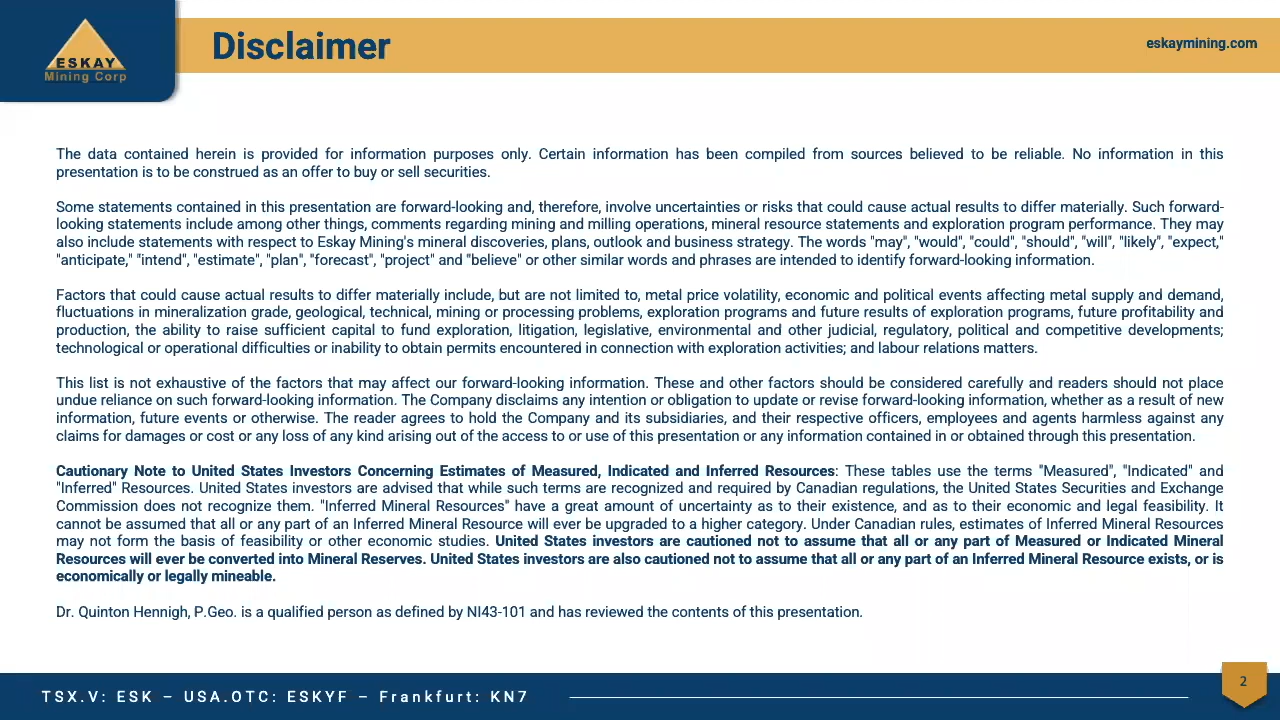 ESKAY
Mining Corp
Disclaimer
eskaymining.com
The data contained herein is provided for information purposes only. Certain information has been compiled from sources believed to be reliable. No information in this
presentation is to be construed as an offer to buy or sell securities.
Some statements contained in this presentation are forward-looking and, therefore, involve uncertainties or risks that could cause actual results to differ materially. Such forward-
looking statements include among other things, comments regarding mining and milling operations, mineral resource statements and exploration program performance. They may
also include statements with respect to Eskay Mining's mineral discoveries, plans, outlook and business strategy. The words "may", "would", "could", "should", "will", "likely", "expect,"
"anticipate," "intend", "estimate", "plan", "forecast", "project" and "believe" or other similar words and phrases are intended to identify forward-looking information.
Factors that could cause actual results to differ materially include, but are not limited to, metal price volatility, economic and political events affecting metal supply and demand,
fluctuations in mineralization grade, geological, technical, mining or processing problems, exploration programs and future results of exploration programs, future profitability and
production, the ability to raise sufficient capital to fund exploration, litigation, legislative, environmental and other judicial, regulatory, political and competitive developments;
technological or operational difficulties or inability to obtain permits encountered in connection with exploration activities; and labour relations matters.
This list is not exhaustive of the factors that may affect our forward-looking information. These and other factors should be considered carefully and readers should not place
undue reliance on such forward-looking information. The Company disclaims any intention or obligation to update or revise forward-looking information, whether as a result of new
information, future events or otherwise. The reader agrees to hold the Company and its subsidiaries, and their respective officers, employees and agents harmless against any
claims for damages or cost or any loss of any kind arising out of the access to or use of this presentation or any information contained in or obtained through this presentation.
Cautionary Note to United States Investors Concerning Estimates of Measured, Indicated and Inferred Resources: These tables use the terms "Measured", "Indicated" and
"Inferred" Resources. United States investors are advised that while such terms are recognized and required by Canadian regulations, the United States Securities and Exchange
Commission does not recognize them. "Inferred Mineral Resources" have a great amount of uncertainty as to their existence, and as to their economic and legal feasibility. It
cannot be assumed that all or any part of an Inferred Mineral Resource will ever be upgraded to a higher category. Under Canadian rules, estimates of Inferred Mineral Resources
may not form the basis of feasibility or other economic studies. United States investors are cautioned not to assume that all or any part of Measured or Indicated Mineral
Resources will ever be converted into Mineral Reserves. United States investors are also cautioned not to assume that all or any part of an Inferred Mineral Resource exists, or is
economically or legally mineable.
Dr. Quinton Hennigh, P.Geo. is a qualified person as defined by NI43-101 and has reviewed the contents of this presentation.
TSX.V: ESK – USA.OTC: ESKYF – Frankfurt: KN7
2